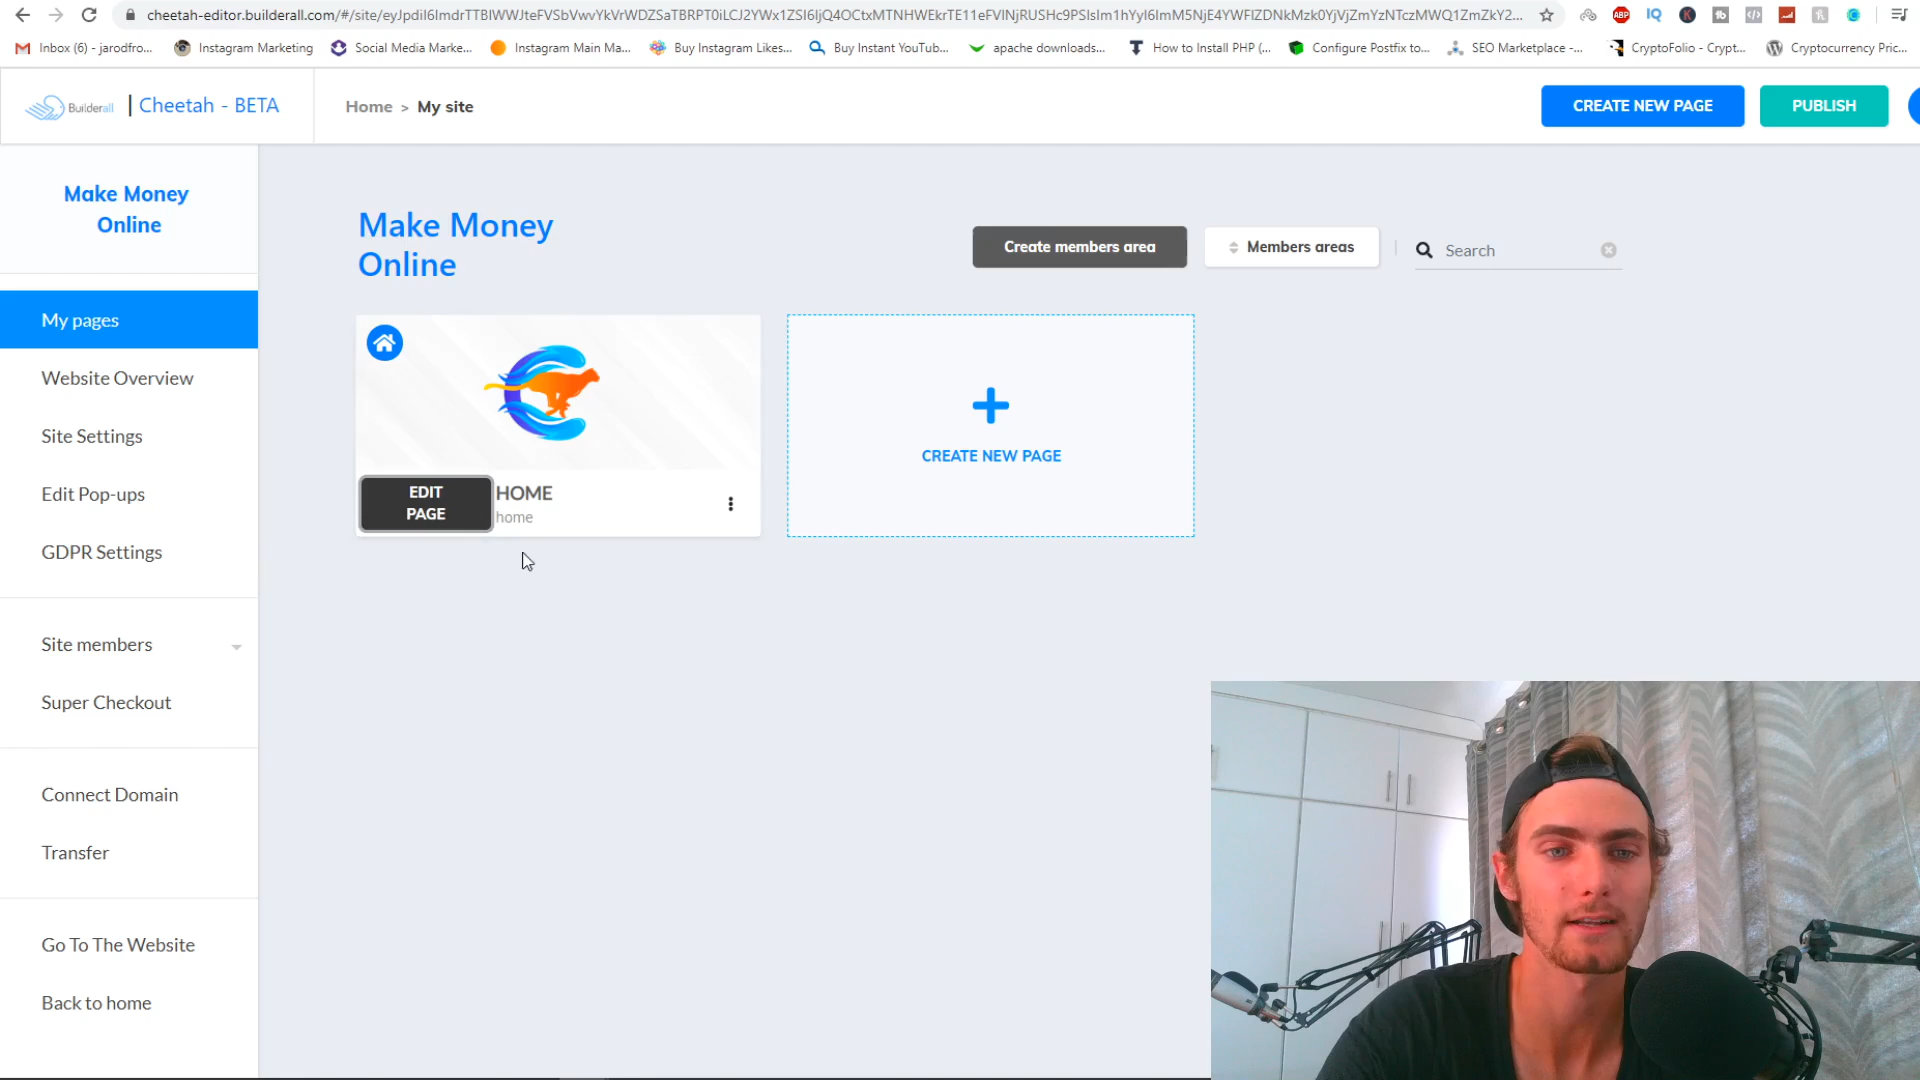 cheetah-editor.builderall.com/#/site/
Inbox (6) - jarodfro...
Instagram Marketing
Social Media Marke...
Instagram Main Ma...
Buy Instagram Likes...
Buy Instant YouTub...
apache downloads...
How to Install PHP (...
Configure Postfix to...
SEO Marketplace -...
CryptoFolio - Crypt...
Cryptocurrency Pric...
Builderall | Cheetah - BETA
Home > My site
CREATE NEW PAGE
PUBLISH
Make Money
Online
My pages
Website Overview
Site Settings
Edit Pop-ups
GDPR Settings
Site members
Super Checkout
Connect Domain
Transfer
Go To The Website
Back to home
Make Money
Online
Create members area
Members areas
Search
EDIT
PAGE
HOME
home
CREATE NEW PAGE
ABP
IQ